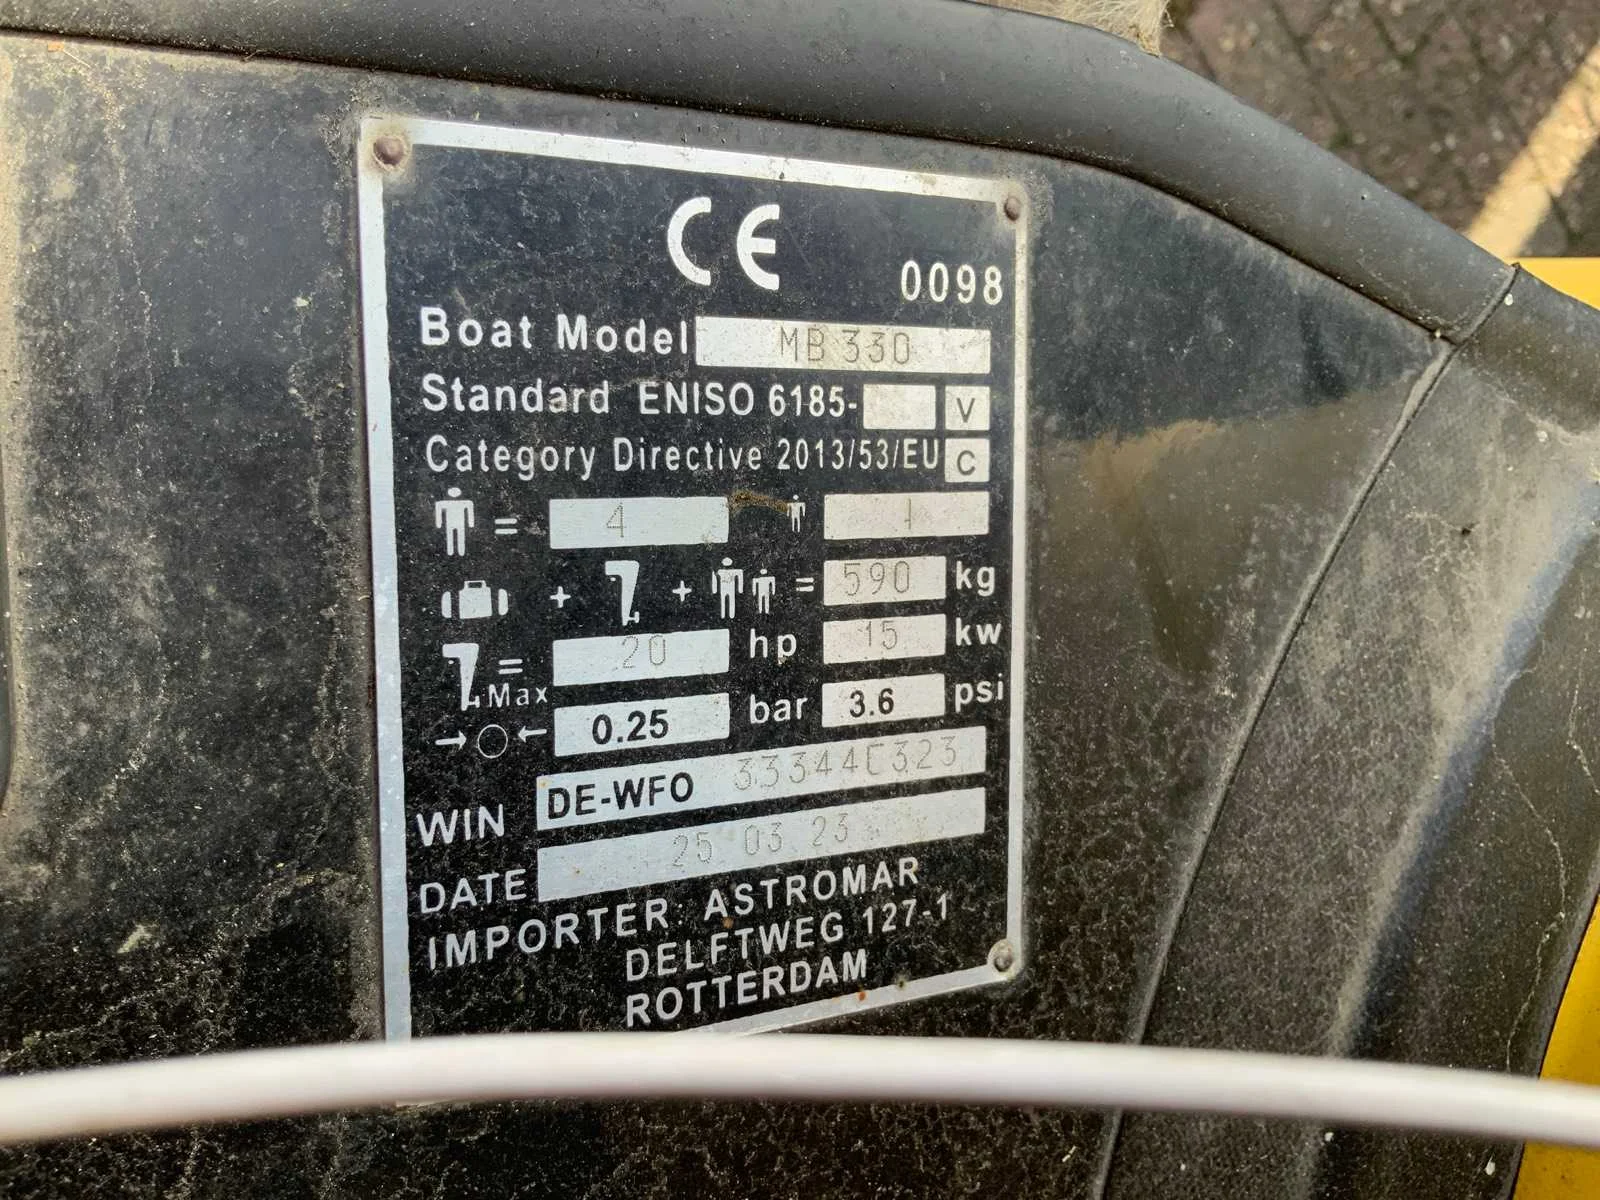 CE
0098
Boat Model MB 330
Standard ENISO 6185- V
Category Directive 2013/53/EU C
= 4 1
+ + = 590 kg
= 20 hp 15 kw
Max
→○← 0.25 bar 3.6 psi
WIN DE-WFO 33344C323
DATE 25 03 23
IMPORTER: ASTROMAR
DELFTWEG 127-1
ROTTERDAM